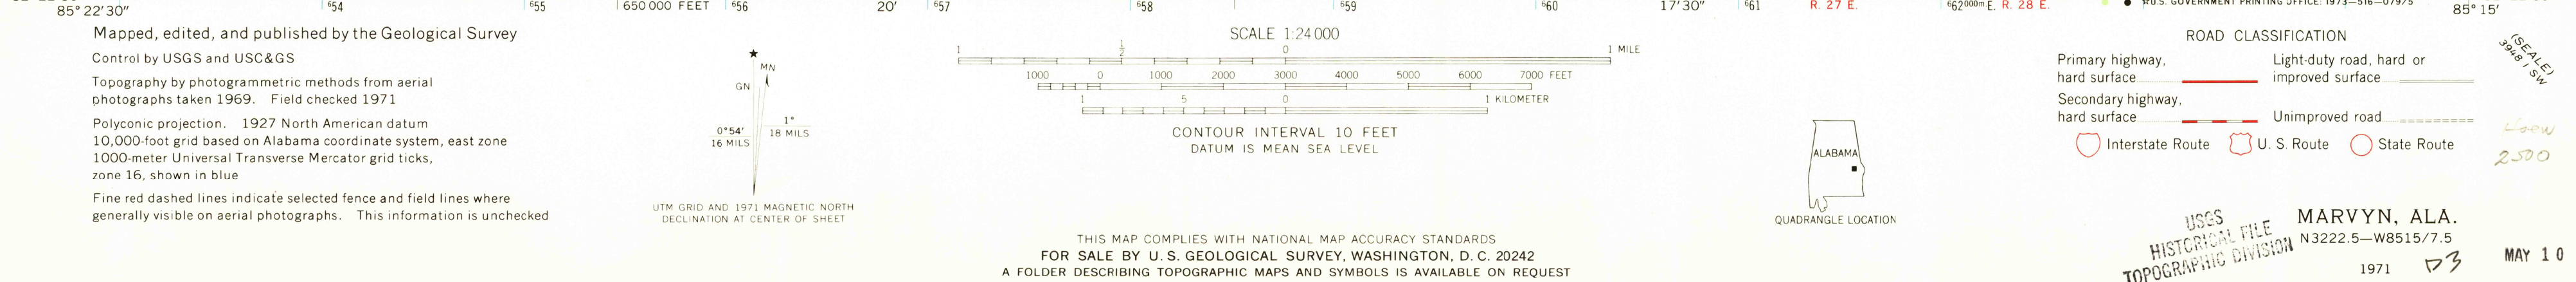 85° 22'30" ⁶54 ⁶55 650 000 FEET ⁶56 20' ⁶57 ⁶58 ⁶59 ⁶60 17'30" ⁶61 R. 27 E. ⁶62⁰⁰⁰ᵐ·E. R. 28 E. U.S. GOVERNMENT PRINTING OFFICE: 1973—516—079/5 85° 15'
Mapped, edited, and published by the Geological Survey
Control by USGS and USC&GS
Topography by photogrammetric methods from aerial
photographs taken 1969. Field checked 1971
Polyconic projection. 1927 North American datum
10,000-foot grid based on Alabama coordinate system, east zone
1000-meter Universal Transverse Mercator grid ticks,
zone 16, shown in blue
Fine red dashed lines indicate selected fence and field lines where
generally visible on aerial photographs. This information is unchecked
★
MN
GN
0°54'
16 MILS
1°
18 MILS
UTM GRID AND 1971 MAGNETIC NORTH
DECLINATION AT CENTER OF SHEET
SCALE 1:24 000
1 ½ 0 1 MILE
1000 0 1000 2000 3000 4000 5000 6000 7000 FEET
1 5 0 1 KILOMETER
CONTOUR INTERVAL 10 FEET
DATUM IS MEAN SEA LEVEL
THIS MAP COMPLIES WITH NATIONAL MAP ACCURACY STANDARDS
FOR SALE BY U. S. GEOLOGICAL SURVEY, WASHINGTON, D. C. 20242
A FOLDER DESCRIBING TOPOGRAPHIC MAPS AND SYMBOLS IS AVAILABLE ON REQUEST
ALABAMA
QUADRANGLE LOCATION
ROAD CLASSIFICATION
Primary highway,
hard surface
Light-duty road, hard or
improved surface
Secondary highway,
hard surface
Unimproved road
Interstate Route U. S. Route State Route
(SEALE)
3948 I SW
2500
USGS
HISTORICAL FILE
TOPOGRAPHIC DIVISION
MARVYN, ALA.
N3222.5—W8515/7.5
1971
D3
MAY 10